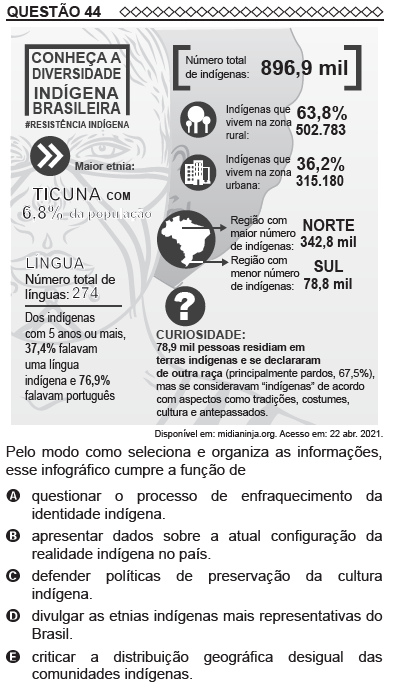 QUESTÃO 44
CONHEÇA A
DIVERSIDADE
INDÍGENA
BRASILEIRA
#RESISTÊNCIA INDÍGENA
Número total
de indígenas: 896,9 mil
Indígenas que
vivem na zona
rural:
63,8%
502.783
Indígenas que
vivem na zona
urbana:
36,2%
315.180
Maior etnia:
TICUNA COM
6.8% da população
Região com
maior número
de indígenas:
NORTE
342,8 mil
Região com
menor número
de indígenas:
SUL
78,8 mil
LINGUA
Número total de
línguas: 274
Dos indígenas
com 5 anos ou mais,
37,4% falavam
uma língua
indígena e 76,9%
falavam português
?
CURIOSIDADE:
78,9 mil pessoas residiam em
terras indígenas e se declararam
de outra raça (principalmente pardos, 67,5%),
mas se consideravam “indígenas” de acordo
com aspectos como tradições, costumes,
cultura e antepassados.
Disponível em: midianinja.org. Acesso em: 22 abr. 2021.
Pelo modo como seleciona e organiza as informações,
esse infográfico cumpre a função de
A questionar o processo de enfraquecimento da
identidade indígena.
B apresentar dados sobre a atual configuração da
realidade indígena no país.
C defender políticas de preservação da cultura
indígena.
D divulgar as etnias indígenas mais representativas do
Brasil.
E criticar a distribuição geográfica desigual das
comunidades indígenas.